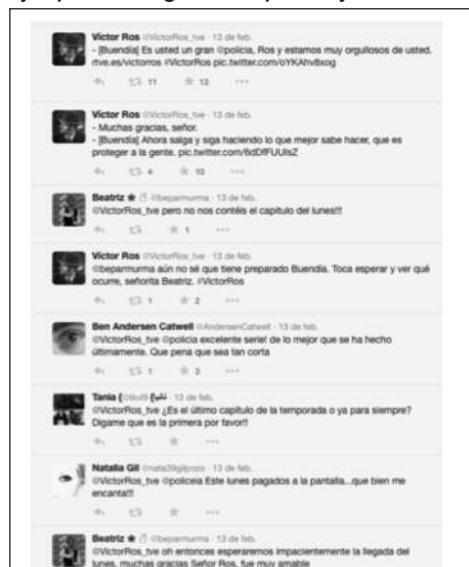 Víctor Ros @VictorRos_tve · 13 de feb.
- [Buendía] Es usted un gran @policia, Ros y estamos muy orgullosos de usted.
rtve.es/victorros #VictorRos pic.twitter.com/oYKAhv8xog
11 13
Víctor Ros @VictorRos_tve · 13 de feb.
- Muchas gracias, señor.
- [Buendía] Ahora salga y siga haciendo lo que mejor sabe hacer, que es
proteger a la gente. pic.twitter.com/6dDfFUUIsZ
4 10
Beatriz @beparmurma · 13 de feb.
@VictorRos_tve pero no nos contéis el capitulo del lunes!!!
1
Víctor Ros @VictorRos_tve · 13 de feb.
@beparmurma aún no sé que tiene preparado Buendía. Toca esperar y ver qué
ocurre, señorita Beatriz. #VictorRos
1 2
Ben Andersen Catwell @AndersenCatwell · 13 de feb.
@VictorRos_tve @policia excelente serie! de lo mejor que se ha hecho
últimamente. Que pena que sea tan corta
1 3
Tania · 13 de feb.
@VictorRos_tve ¿Es el último capítulo de la temporada o ya para siempre?
Digame que es la primera por favor!!
Natalia Gil @nata39gilpozo · 13 de feb.
@VictorRos_tve @policeia Este lunes pagados a la pantalla...que bien me
encanta!!!
Beatriz @beparmurma · 13 de feb.
@VictorRos_tve oh entonces esperaremos impacientemente la llegada del
lunes, muchas gracias Señor Ros, fue muy amable